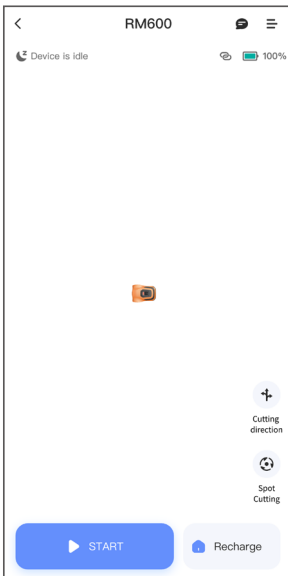 RM600
Device is idle
100%
Cutting
direction
Spot
Cutting
START
Recharge